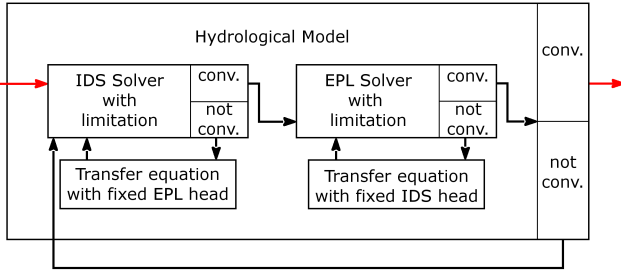 Hydrological Model
IDS Solver
with
limitation
conv.
not
conv.
EPL Solver
with
limitation
conv.
not
conv.
conv.
not
conv.
Transfer equation
with fixed EPL head
Transfer equation
with fixed IDS head